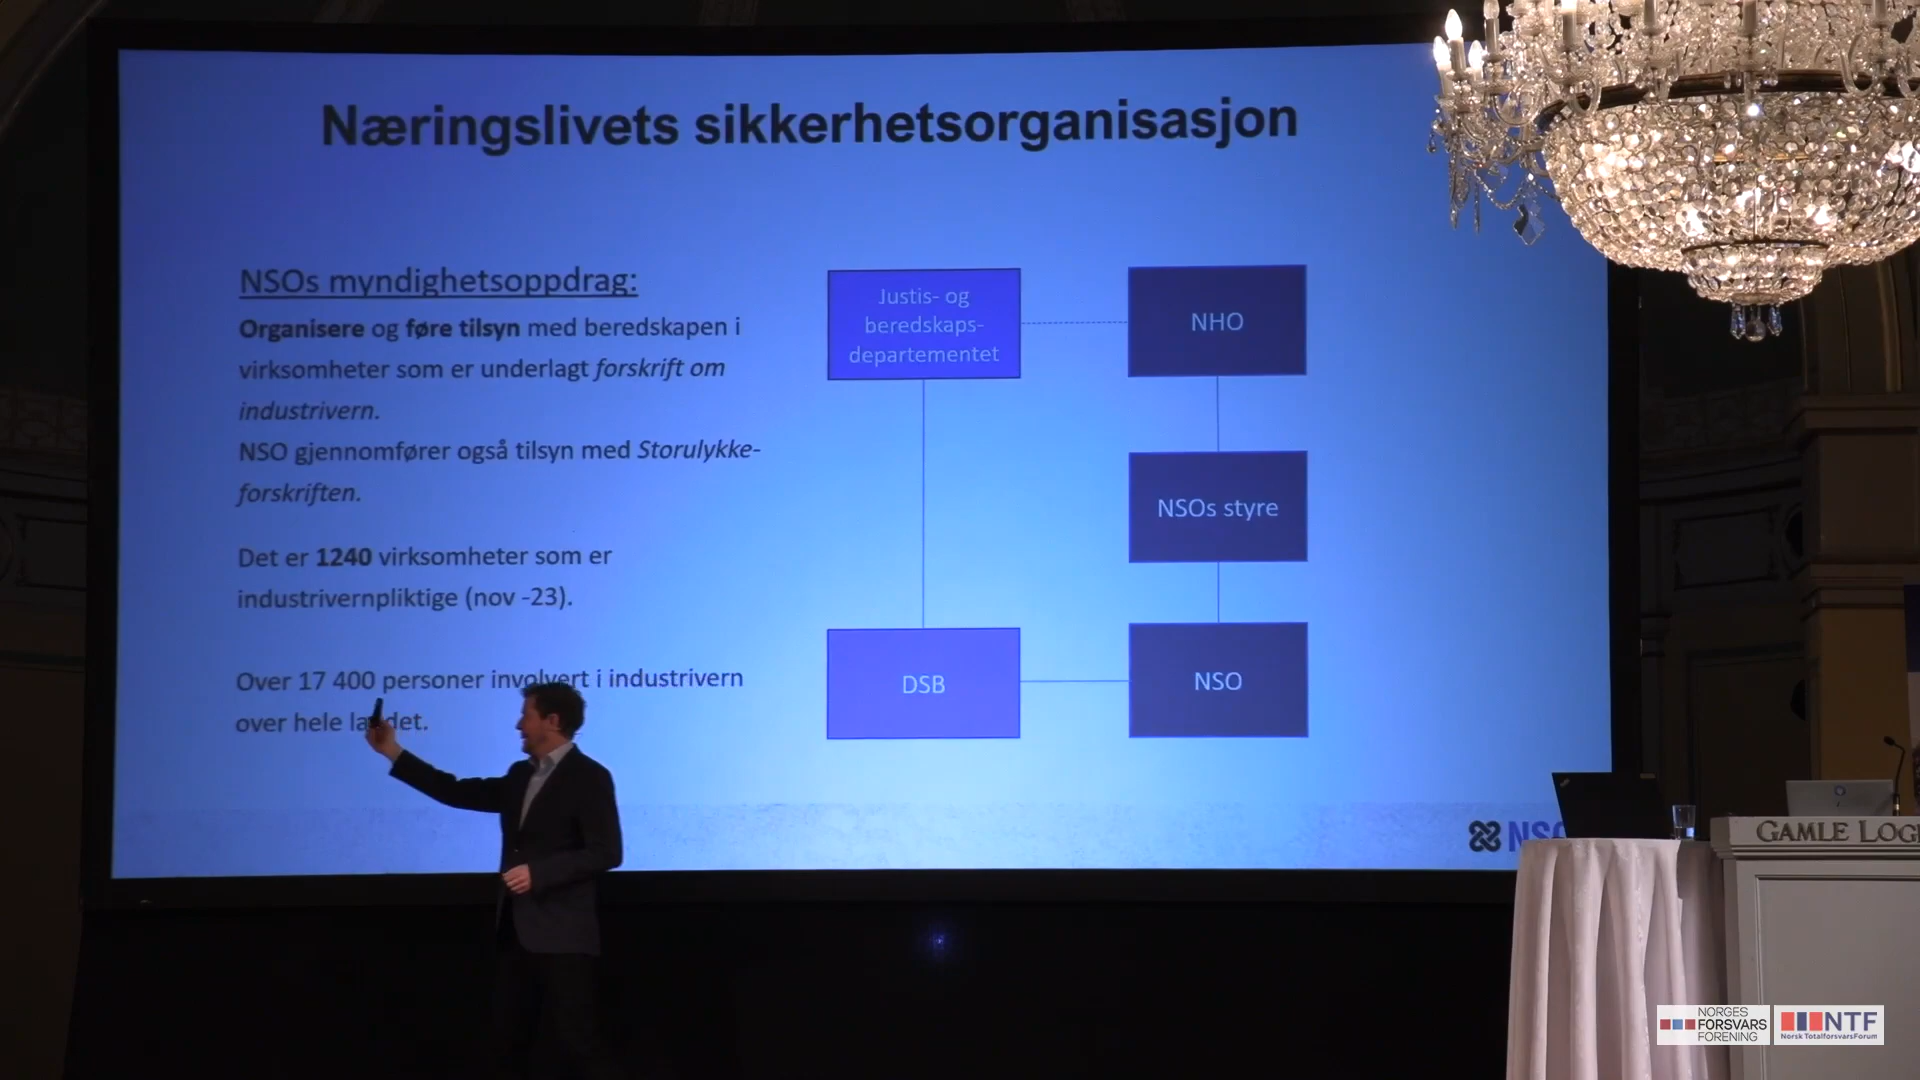 Næringslivets sikkerhetsorganisasjon
NSOs myndighetsoppdrag:
Organisere og føre tilsyn med beredskapen i
virksomheter som er underlagt forskrift om
industrivern.
NSO gjennomfører også tilsyn med Storulykke-
forskriften.
Det er 1240 virksomheter som er
industrivernpliktige (nov -23).
Over 17 400 personer involvert i industrivern
over hele landet.
Justis- og
beredskaps-
departementet
NHO
NSOs styre
DSB
NSO
NSO
GAMLE LOG
NORGES
FORSVARS
FORENING
NTF
Norsk TotalforsvarsForum